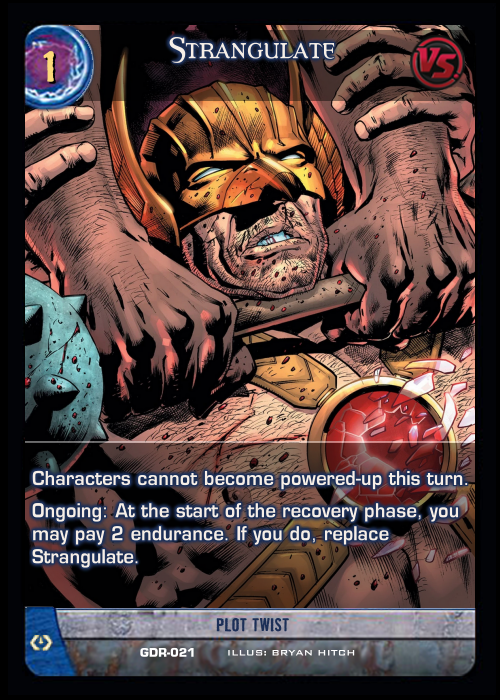 1
Strangulate
VS
Characters cannot become powered-up this turn.
Ongoing: At the start of the recovery phase, you
may pay 2 endurance. If you do, replace
Strangulate.
PLOT TWIST
GDR-021 ILLUS: BRYAN HITCH